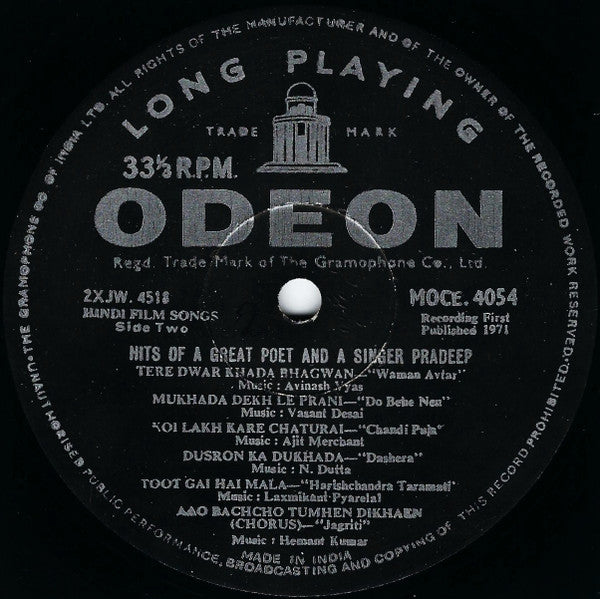 THE GRAMOPHONE CO OF INDIA LTD. ALL RIGHTS OF THE MANUFACTURER AND OF THE OWNER OF THE RECORDED WORK RESERVED.
UNAUTHORISED PUBLIC PERFORMANCE, BROADCASTING AND COPYING OF THIS RECORD PROHIBITED.
LONG PLAYING
TRADE MARK
33⅓ R.P.M.
ODEON
Regd. Trade Mark of The Gramophone Co., Ltd.
2XJW. 4518
MOCE. 4054
HINDI FILM SONGS
Side Two
Recording First
Published 1971
HITS OF A GREAT POET AND A SINGER PRADEEP
TERE DWAR KHADA BHAGWAN—"Waman Avtar"
Music : Avinash Vyas
MUKHADA DEKH LE PRANI—"Do Behe Nen"
Music : Vasant Desai
KOI LAKH KARE CHATURAI—"Chandi Puja"
Music : Ajit Merchant
DUSRON KA DUKHADA—"Dashera"
Music : N. Dutta
TOOT GAI HAI MALA—"Harishchandra Taramati"
Music : Laxmikant Pyarelal
AAO BACHCHO TUMHEN DIKHAEN
(CHORUS)—"Jagriti"
Music : Hemant Kumar
MADE IN INDIA